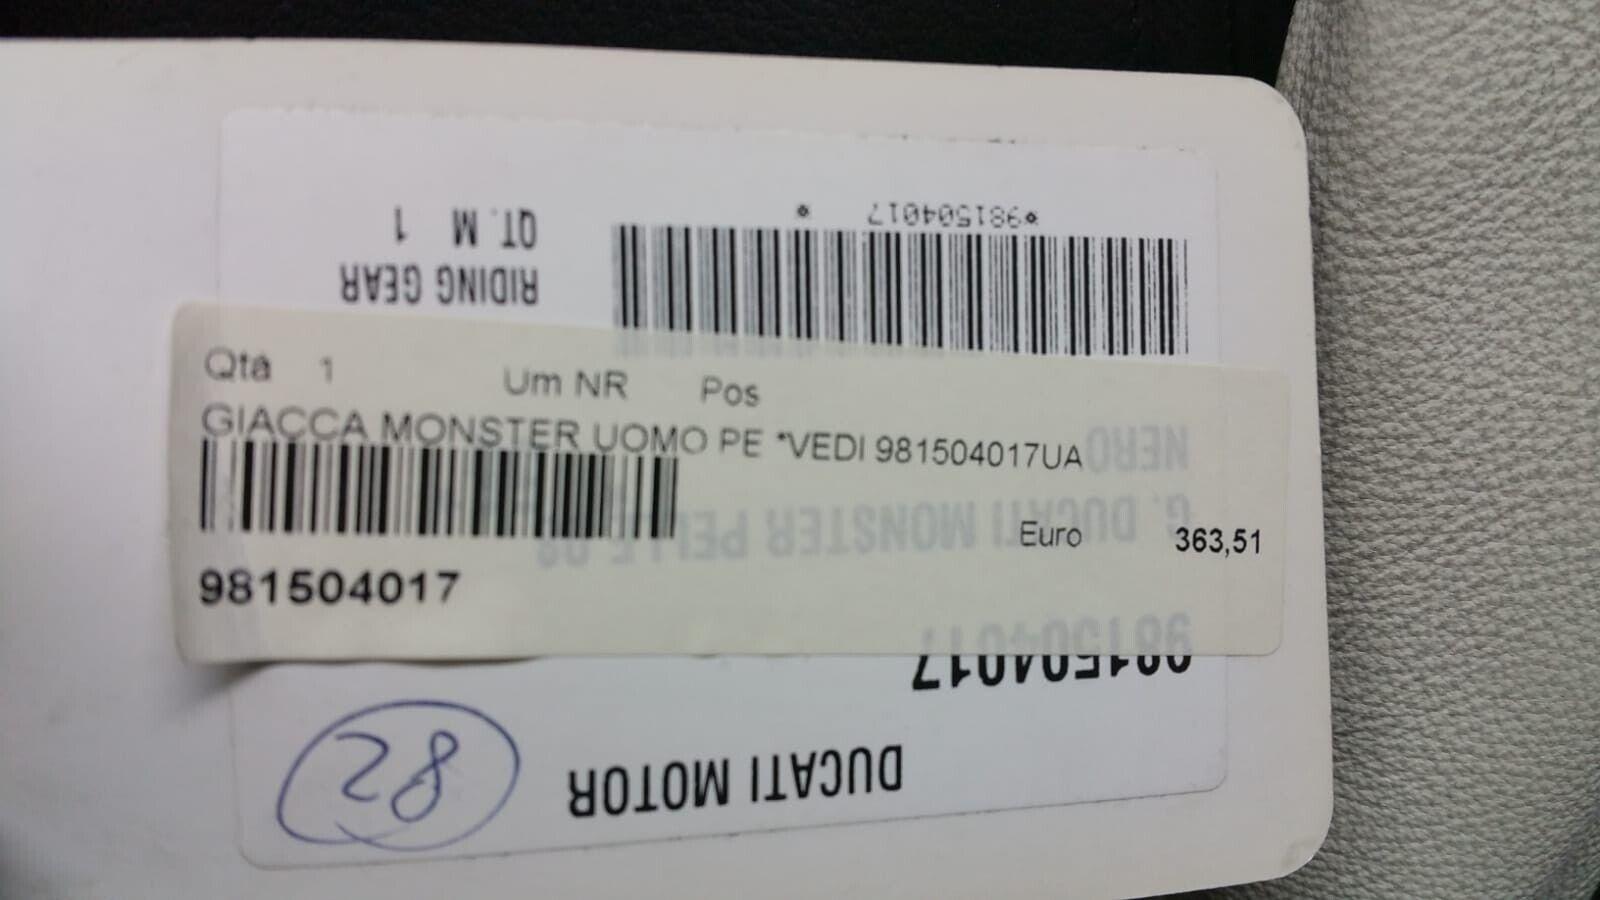 Qtà 1 Um NR Pos
GIACCA MONSTER UOMO PE *VEDI 981504017UA
Euro 363,51
981504017
DUCATI MOTOR
981504017
G. DUCATI MONSTER PELLE 08
NERO
RIDING GEAR
QT. M 1
*981504017 *
28